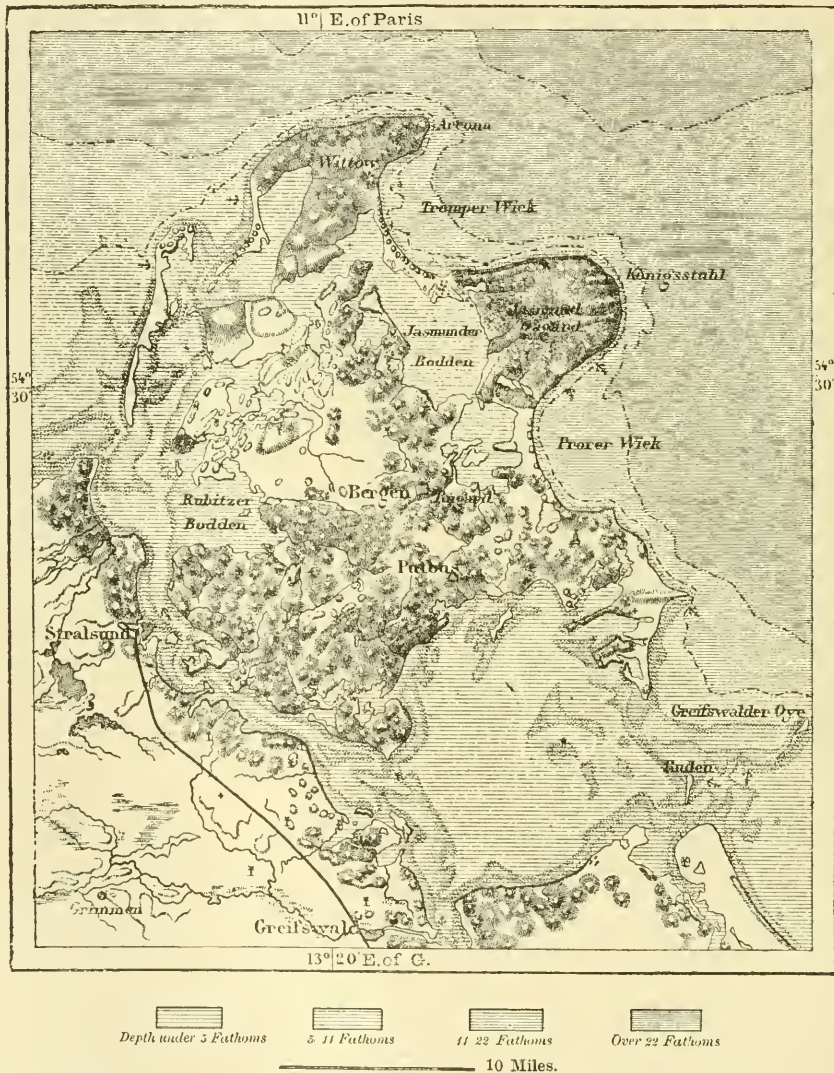 11° E. of Paris
Arcona
Wittow
Tromper Wiek
Königsstuhl
Jasmund
Jasmunder
Bodden
54°
30'
54°
30'
Prorer Wiek
Bergen
Rubitzer
Bodden
Putbus
Stralsund
Greifswalder Oye
Ruden
Grimmen
Greifswald
13° 20' E. of G.
Depth under 5 Fathoms
5-11 Fathoms
11-22 Fathoms
Over 22 Fathoms
10 Miles.